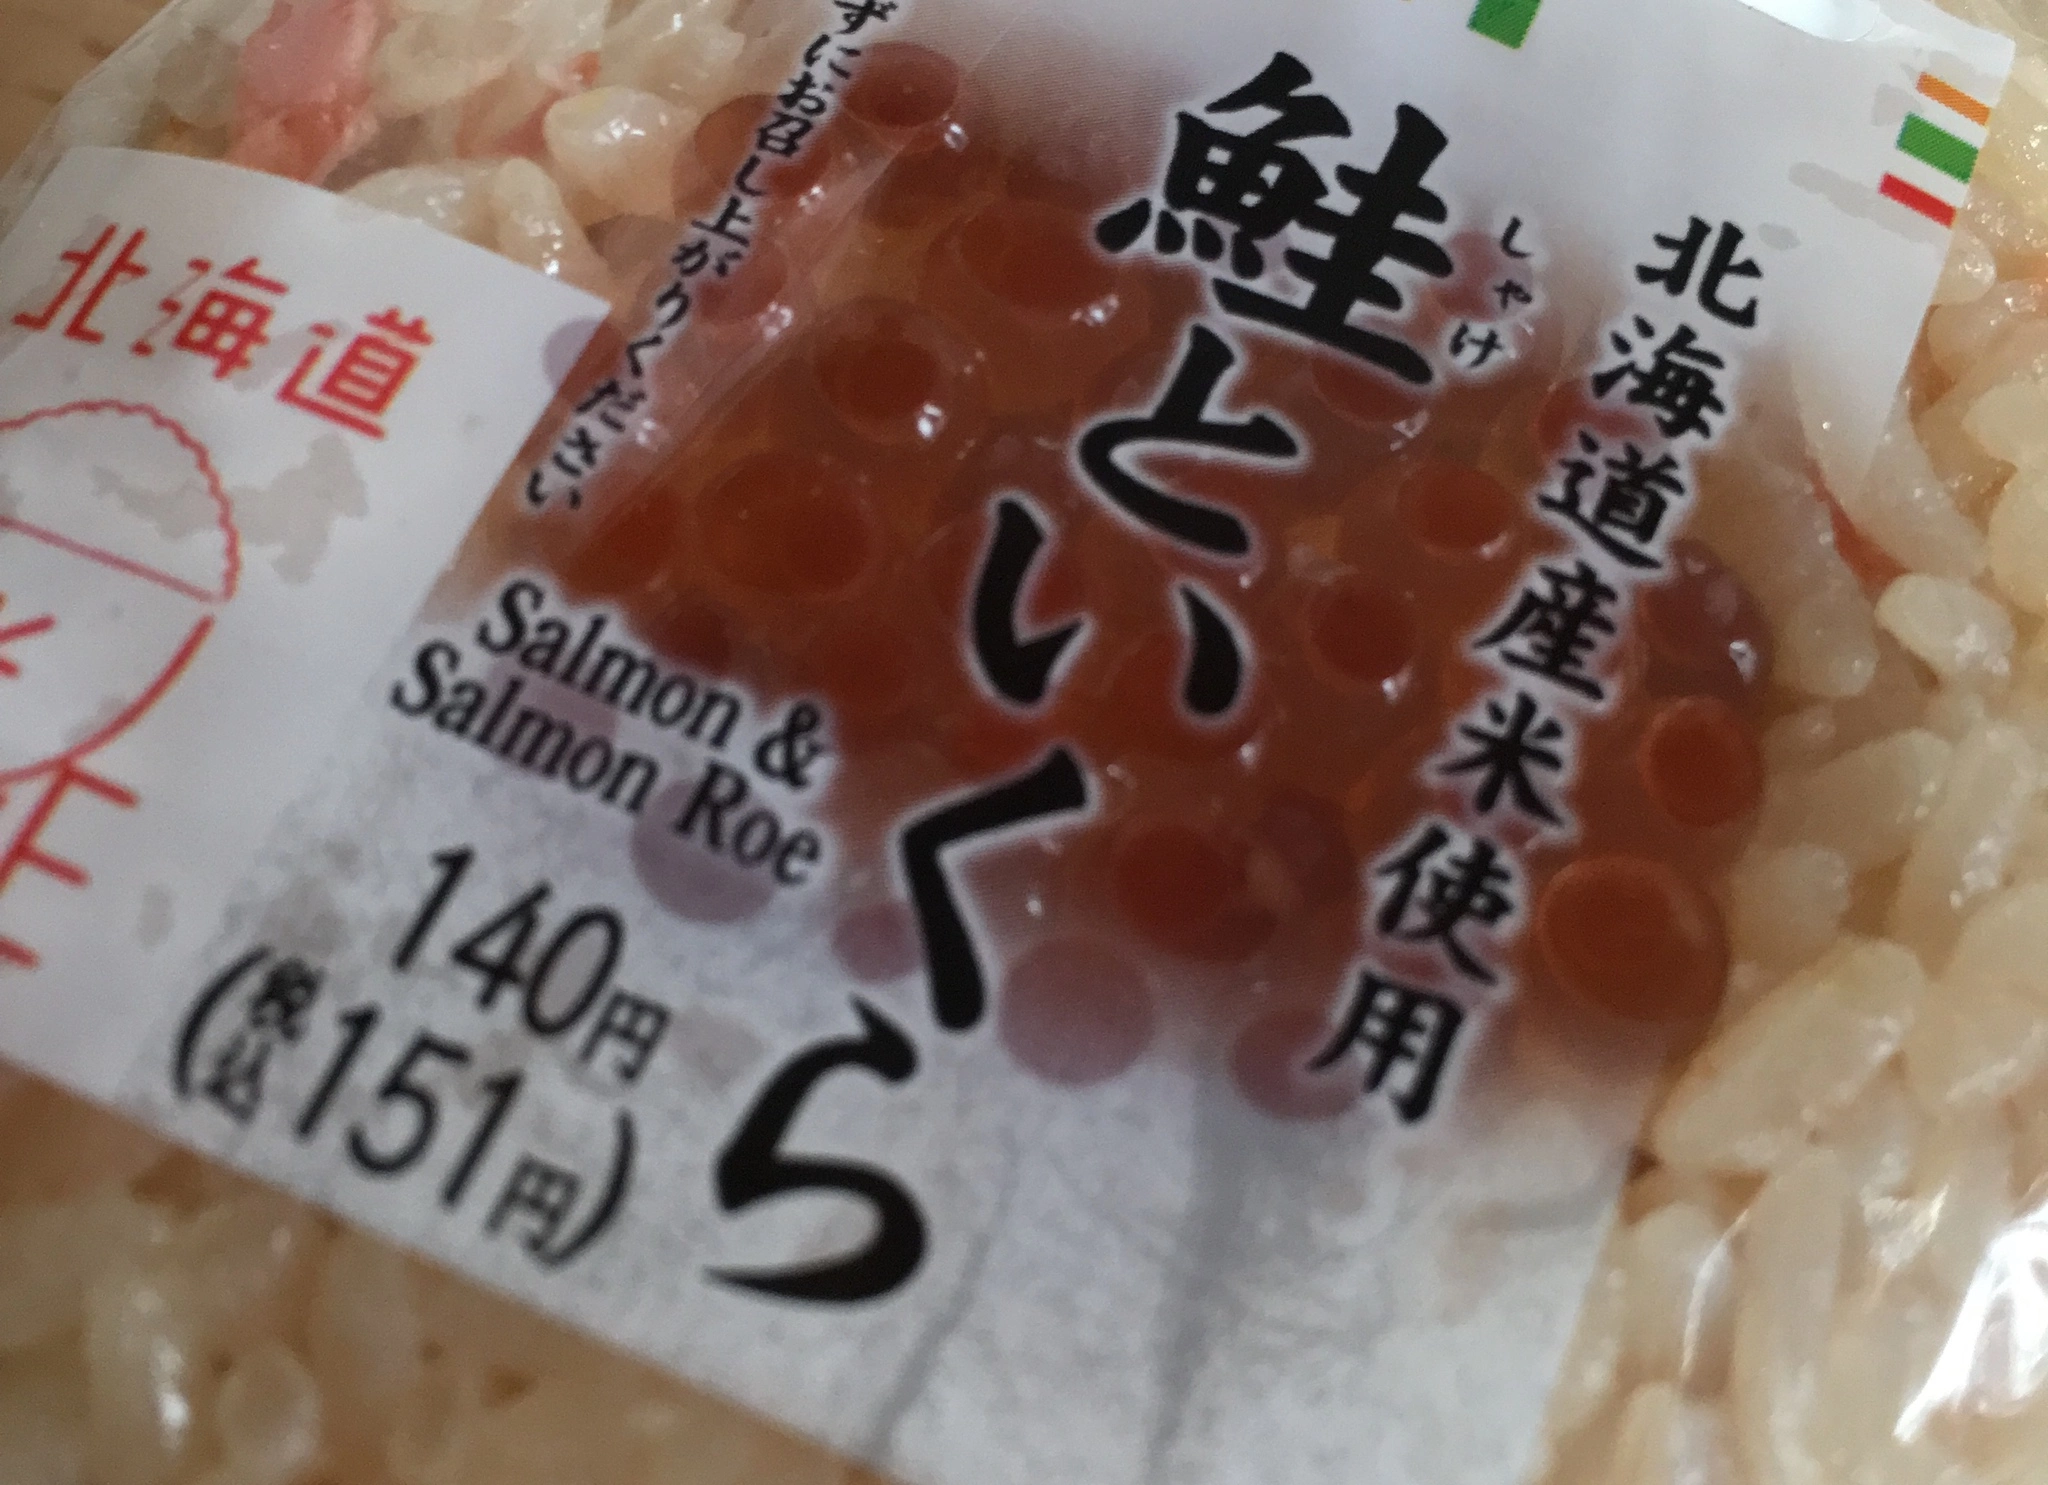 北海道産米使用
しゃけ
鮭といくら
ずにお召し上がりください。
Salmon &
Salmon Roe
140円
(税込151円)
北海道